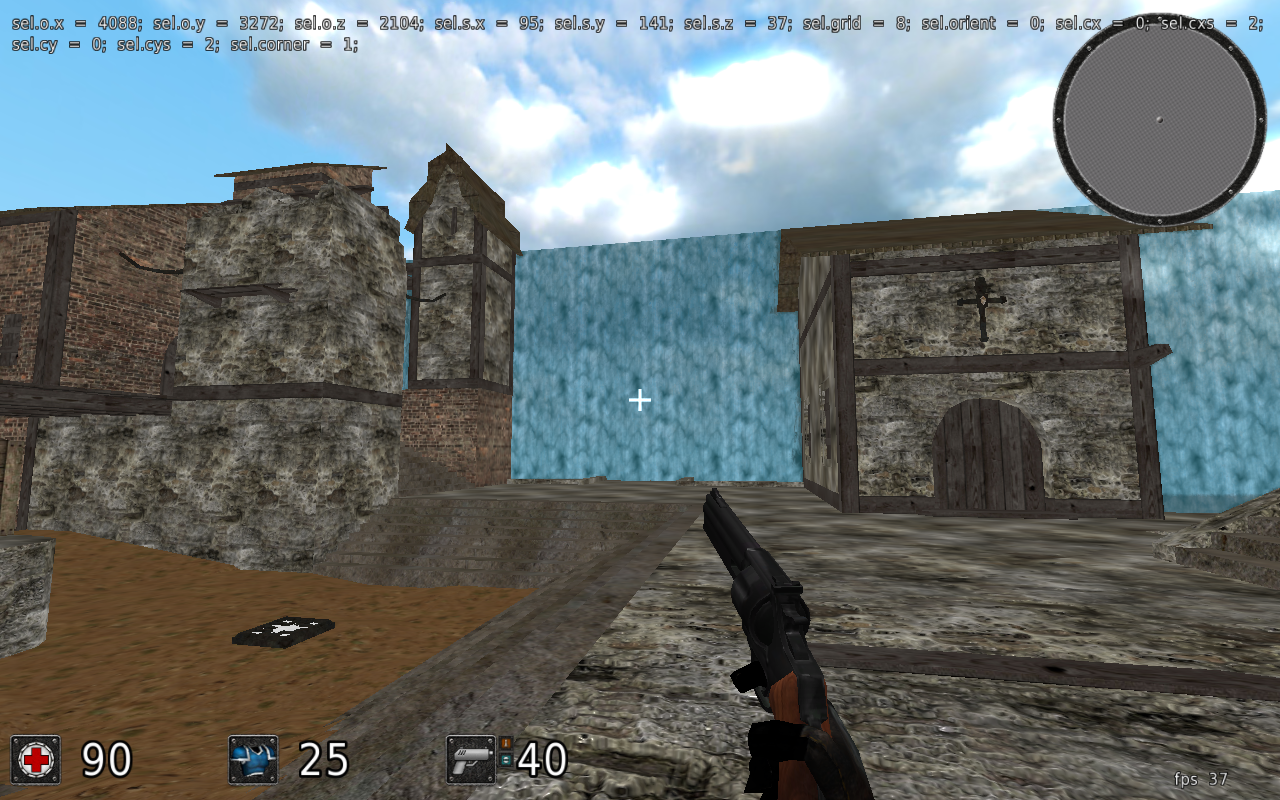 sel.o.x = 4088; sel.o.y = 3272; sel.o.z = 2104; sel.s.x = 95; sel.s.y = 141; sel.s.z = 37; sel.grid = 8; sel.orient = 0; sel.cx = 0; sel.cxs = 2;
sel.cy = 0; sel.cys = 2; sel.corner = 1;
90
25
40
fps 37